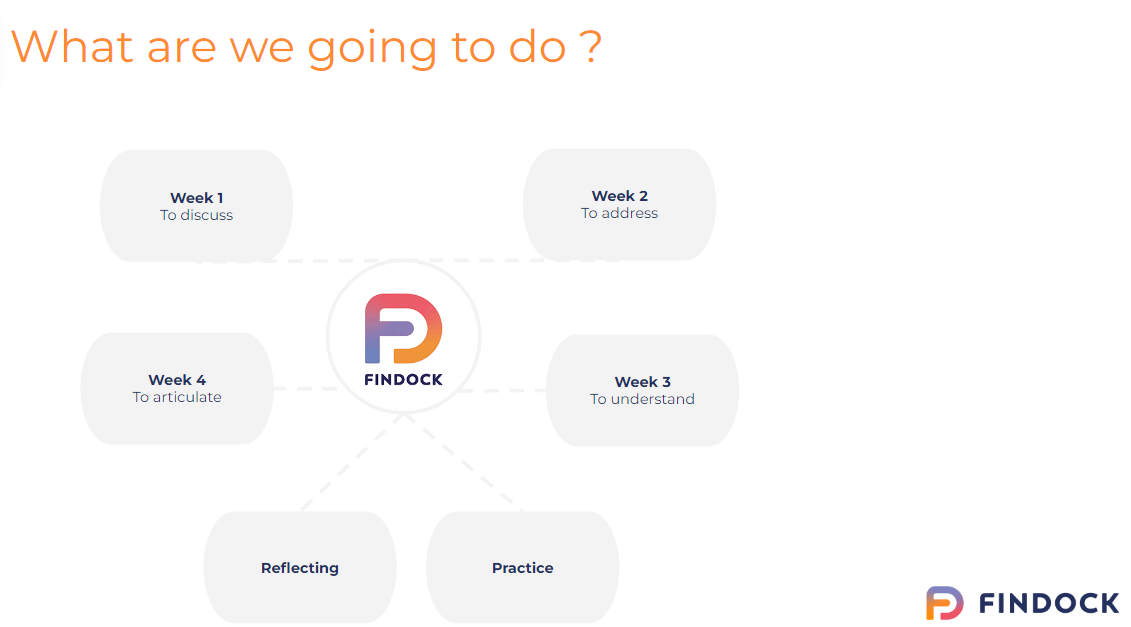 What are we going to do ?
Week 1
To discuss
Week 2
To address
FINDOCK
Week 4
To articulate
Week 3
To understand
Reflecting
Practice
FINDOCK